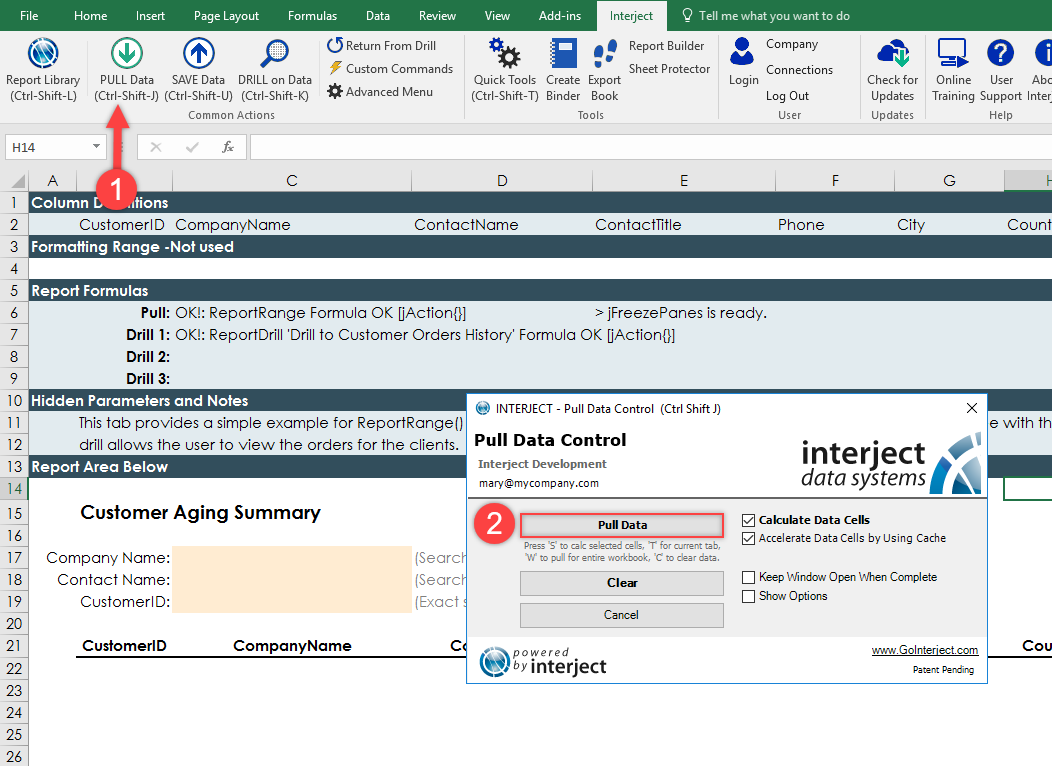 File Home Insert Page Layout Formulas Data Review View Add-ins Interject Tell me what you want to do
Report Library (Ctrl-Shift-L)
PULL Data (Ctrl-Shift-J)
SAVE Data (Ctrl-Shift-U)
DRILL on Data (Ctrl-Shift-K)
Return From Drill
Custom Commands
Advanced Menu
Common Actions
Quick Tools (Ctrl-Shift-T)
Create Binder
Export Book
Report Builder
Sheet Protector
Tools
Login
Company
Connections
Log Out
User
Check for Updates
Updates
Online Training
User Support
Help
H14
fx
1
A C D E F G
1 Column
2 CustomerID CompanyName ContactName ContactTitle Phone City
3 Formatting Range -Not used
4
5 Report Formulas
6 Pull: OK!: ReportRange Formula OK [jAction{}] > jFreezePanes is ready.
7 Drill 1: OK!: ReportDrill 'Drill to Customer Orders History' Formula OK [jAction{}]
8 Drill 2:
9 Drill 3:
10 Hidden Parameters and Notes
11 This tab provides a simple example for ReportRange()
12 drill allows the user to view the orders for the clients.
13 Report Area Below
14
15 Customer Aging Summary
16
17 Company Name: (Search
18 Contact Name: (Search
19 CustomerID: (Exact
20
21 CustomerID CompanyName
22
23
24
25
26
INTERJECT - Pull Data Control (Ctrl Shift J)
Pull Data Control
Interject Development
mary@mycompany.com
interject
data systems
2
Pull Data
Press 'S' to calc selected cells, 'T' for current tab,
'W' to pull for entire workbook, 'C' to clear data.
Clear
Cancel
Calculate Data Cells
Accelerate Data Cells by Using Cache
Keep Window Open When Complete
Show Options
powered
by interject
www.GoInterject.com
Patent Pending